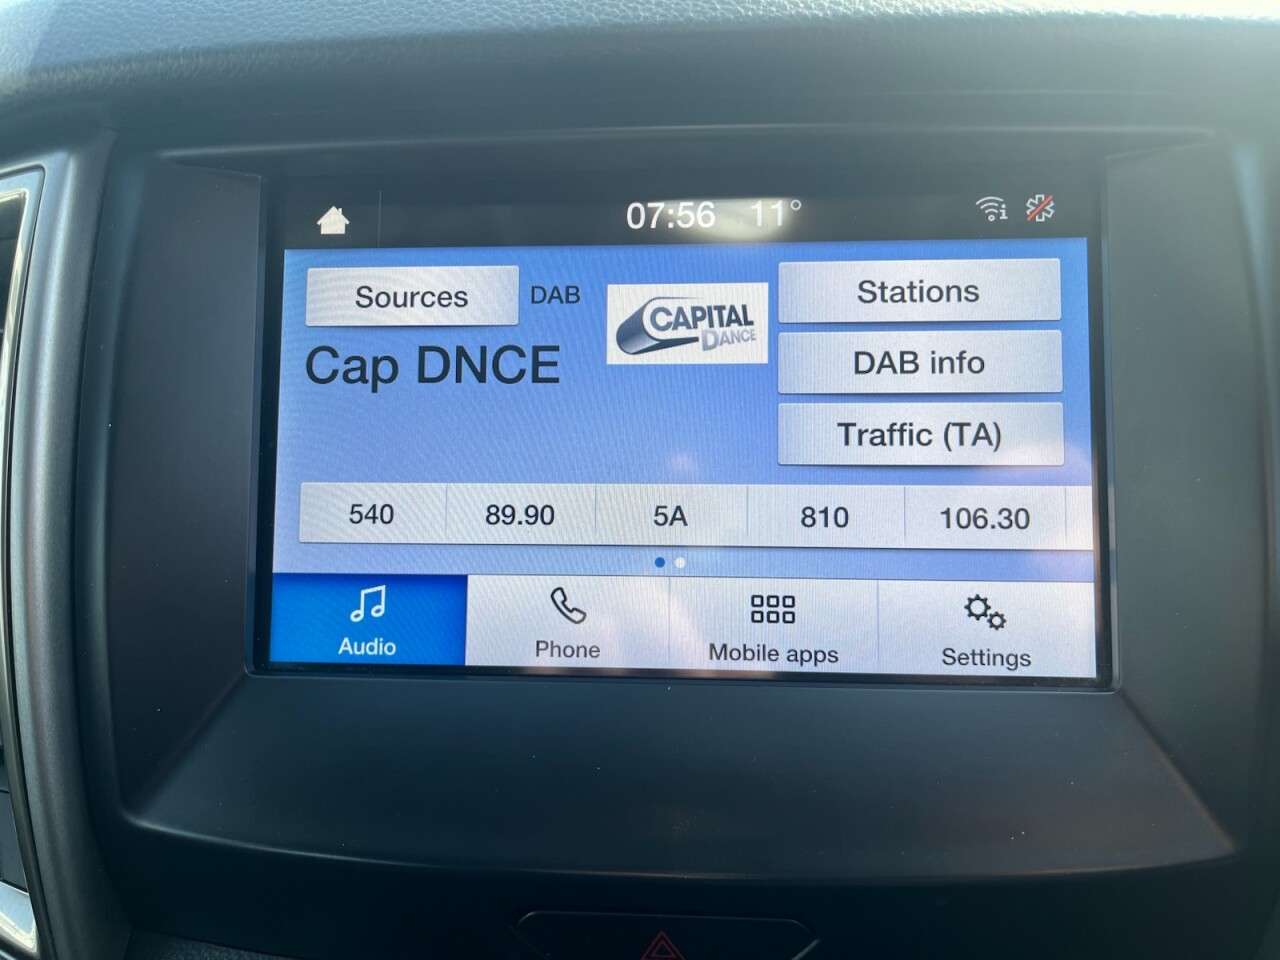 07:56 11°
Sources DAB
CAPITAL
DANCE
Stations
Cap DNCE
DAB info
Traffic (TA)
540 89.90 5A 810 106.30
Audio Phone Mobile apps Settings